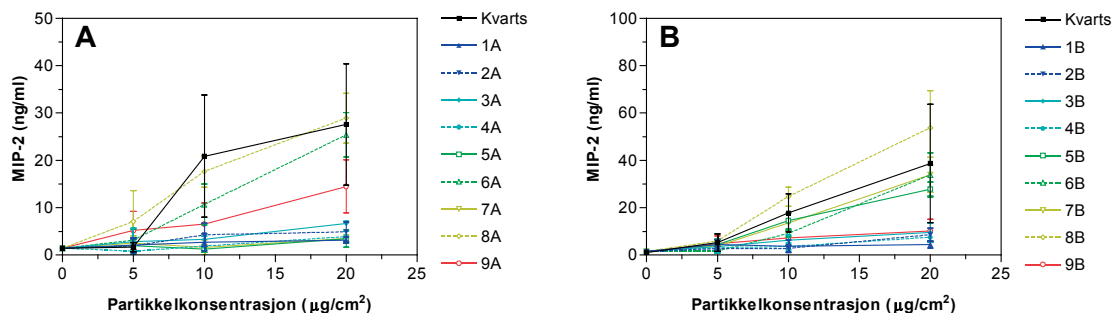 A
MIP-2 (ng/ml)
50
40
30
20
10
0
0 5 10 15 20 25
Partikkelkonsentrasjon (µg/cm²)
Kvarts
1A
2A
3A
4A
5A
6A
7A
8A
9A
B
MIP-2 (ng/ml)
100
80
60
40
20
0
0 5 10 15 20 25
Partikkelkonsentrasjon (µg/cm²)
Kvarts
1B
2B
3B
4B
5B
6B
7B
8B
9B